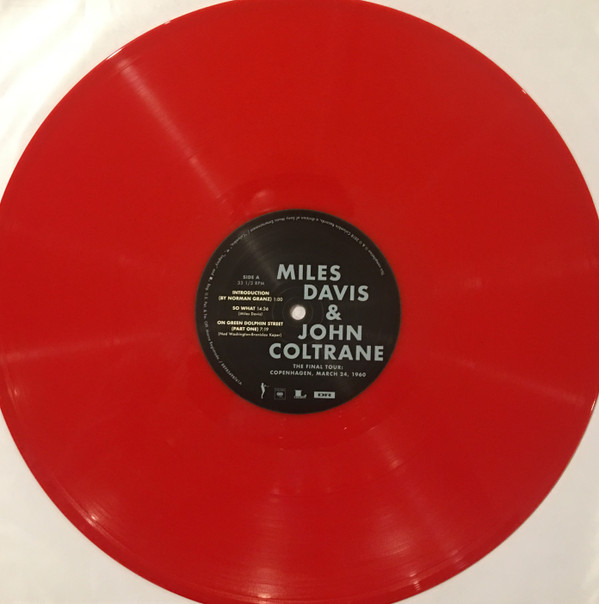 SIDE A
33 1/3 RPM
INTRODUCTION
(BY NORMAN GRANZ) 1:00
SO WHAT 14:36
(Miles Davis)
ON GREEN DOLPHIN STREET
(PART ONE) 7:19
(Ned Washington-Bronislau Kaper)
MILES
DAVIS
&
JOHN
COLTRANE
THE FINAL TOUR:
COPENHAGEN, MARCH 24, 1960
DR